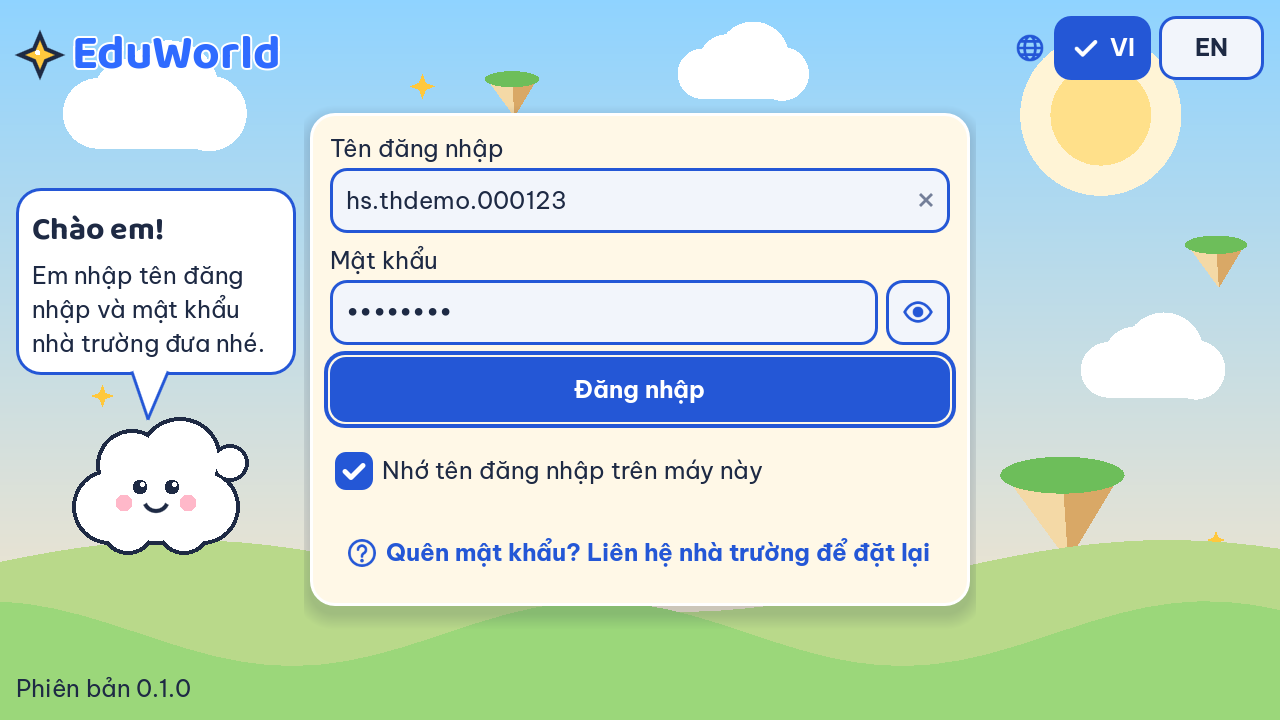 EduWorld
VI
EN
Chào em!
Em nhập tên đăng
nhập và mật khẩu
nhà trường đưa nhé.
Tên đăng nhập
hs.thdemo.000123
Mật khẩu
••••••••
Đăng nhập
Nhớ tên đăng nhập trên máy này
Quên mật khẩu? Liên hệ nhà trường để đặt lại
Phiên bản 0.1.0